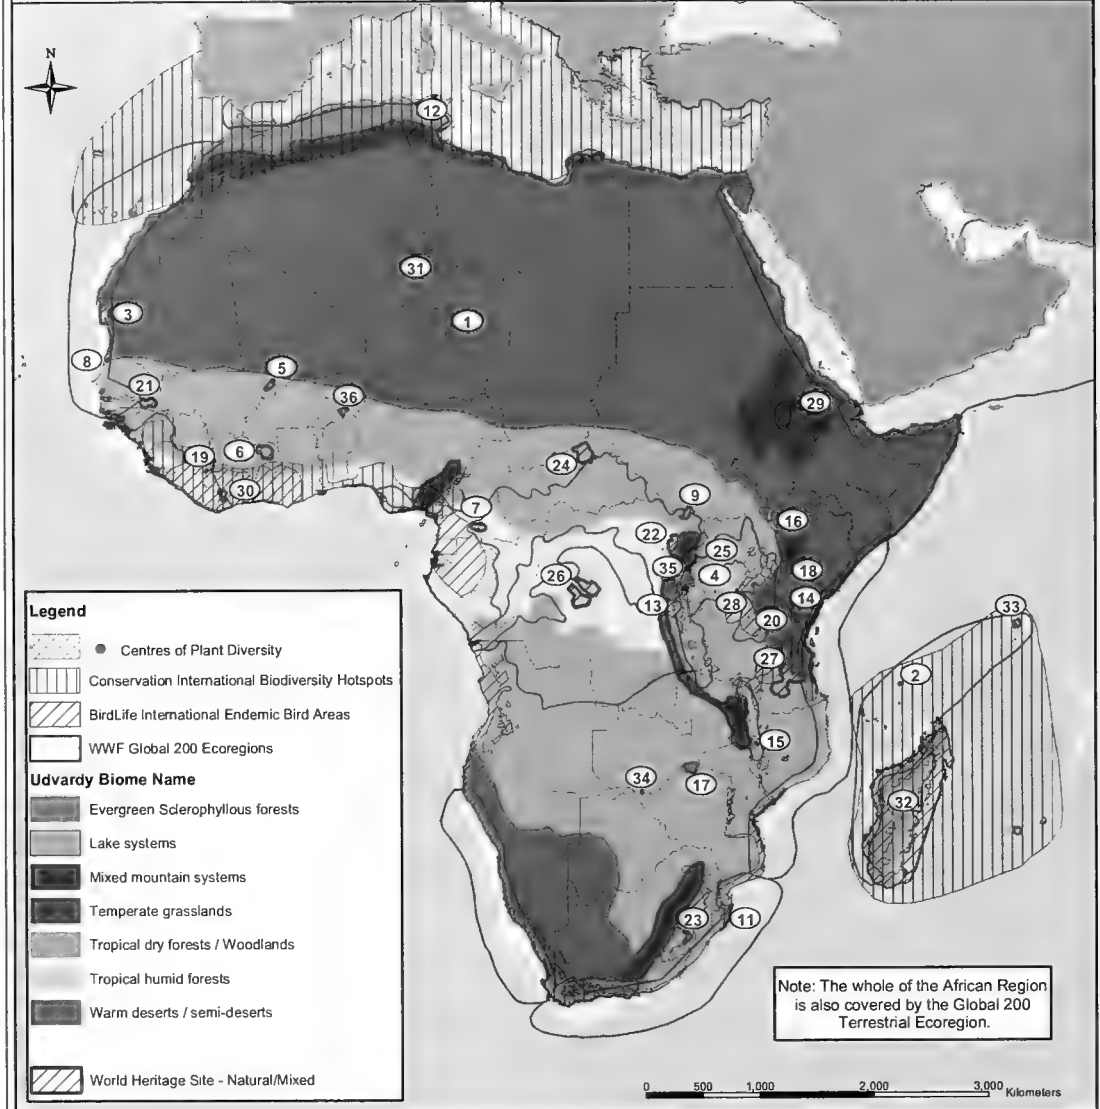 N
12
31
3
1
8
5
21
36
29
19
6
24
30
7
9
16
22
25
26
35
4
18
13
28
14
20
33
27
2
15
34
17
32
23
11
Legend
Centres of Plant Diversity
Conservation International Biodiversity Hotspots
BirdLife International Endemic Bird Areas
WWF Global 200 Ecoregions
Udvardy Biome Name
Evergreen Sclerophyllous forests
Lake systems
Mixed mountain systems
Temperate grasslands
Tropical dry forests / Woodlands
Tropical humid forests
Warm deserts / semi-deserts
World Heritage Site - Natural/Mixed
Note: The whole of the African Region
is also covered by the Global 200
Terrestrial Ecoregion.
0 500 1,000 2,000 3,000 Kilometers